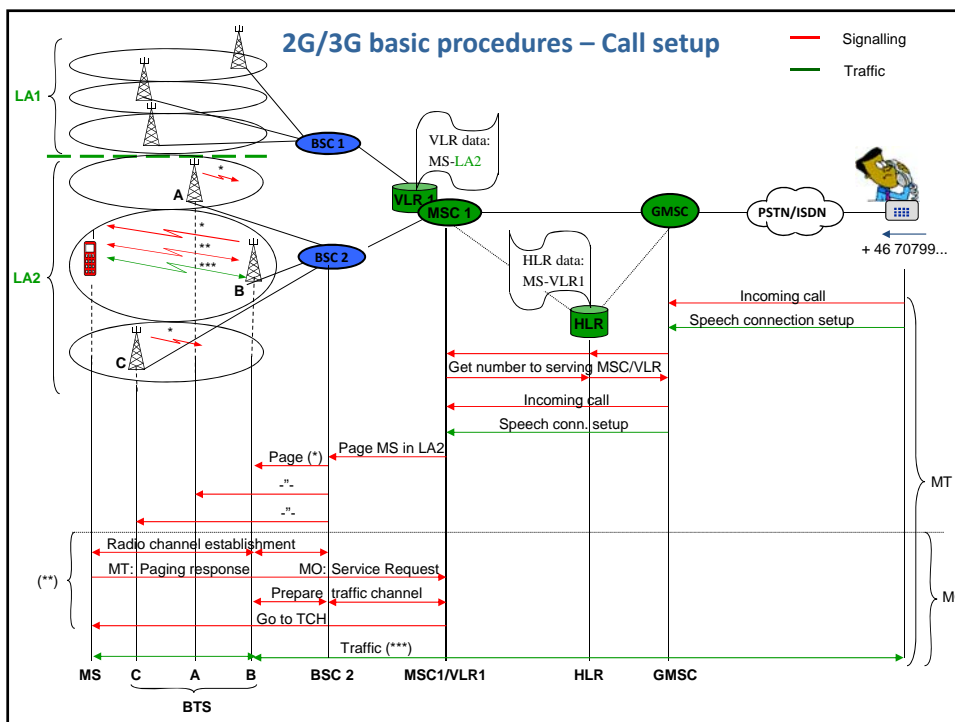 2G/3G basic procedures – Call setup
Signalling
Traffic
LA1
BSC 1
VLR data:
MS-LA2
*
A
VLR 1
MSC 1
GMSC
PSTN/ISDN
+ 46 70799...
*
**
***
B
BSC 2
LA2
HLR data:
MS-VLR1
HLR
*
C
Incoming call
Speech connection setup
Get number to serving MSC/VLR
Incoming call
Speech conn. setup
Page MS in LA2
Page (*)
-”-
-”-
MT
Radio channel establishment
MT: Paging response
MO: Service Request
(**)
Prepare traffic channel
Go to TCH
Traffic (***)
MS
C
A
B
BSC 2
MSC1/VLR1
HLR
GMSC
BTS